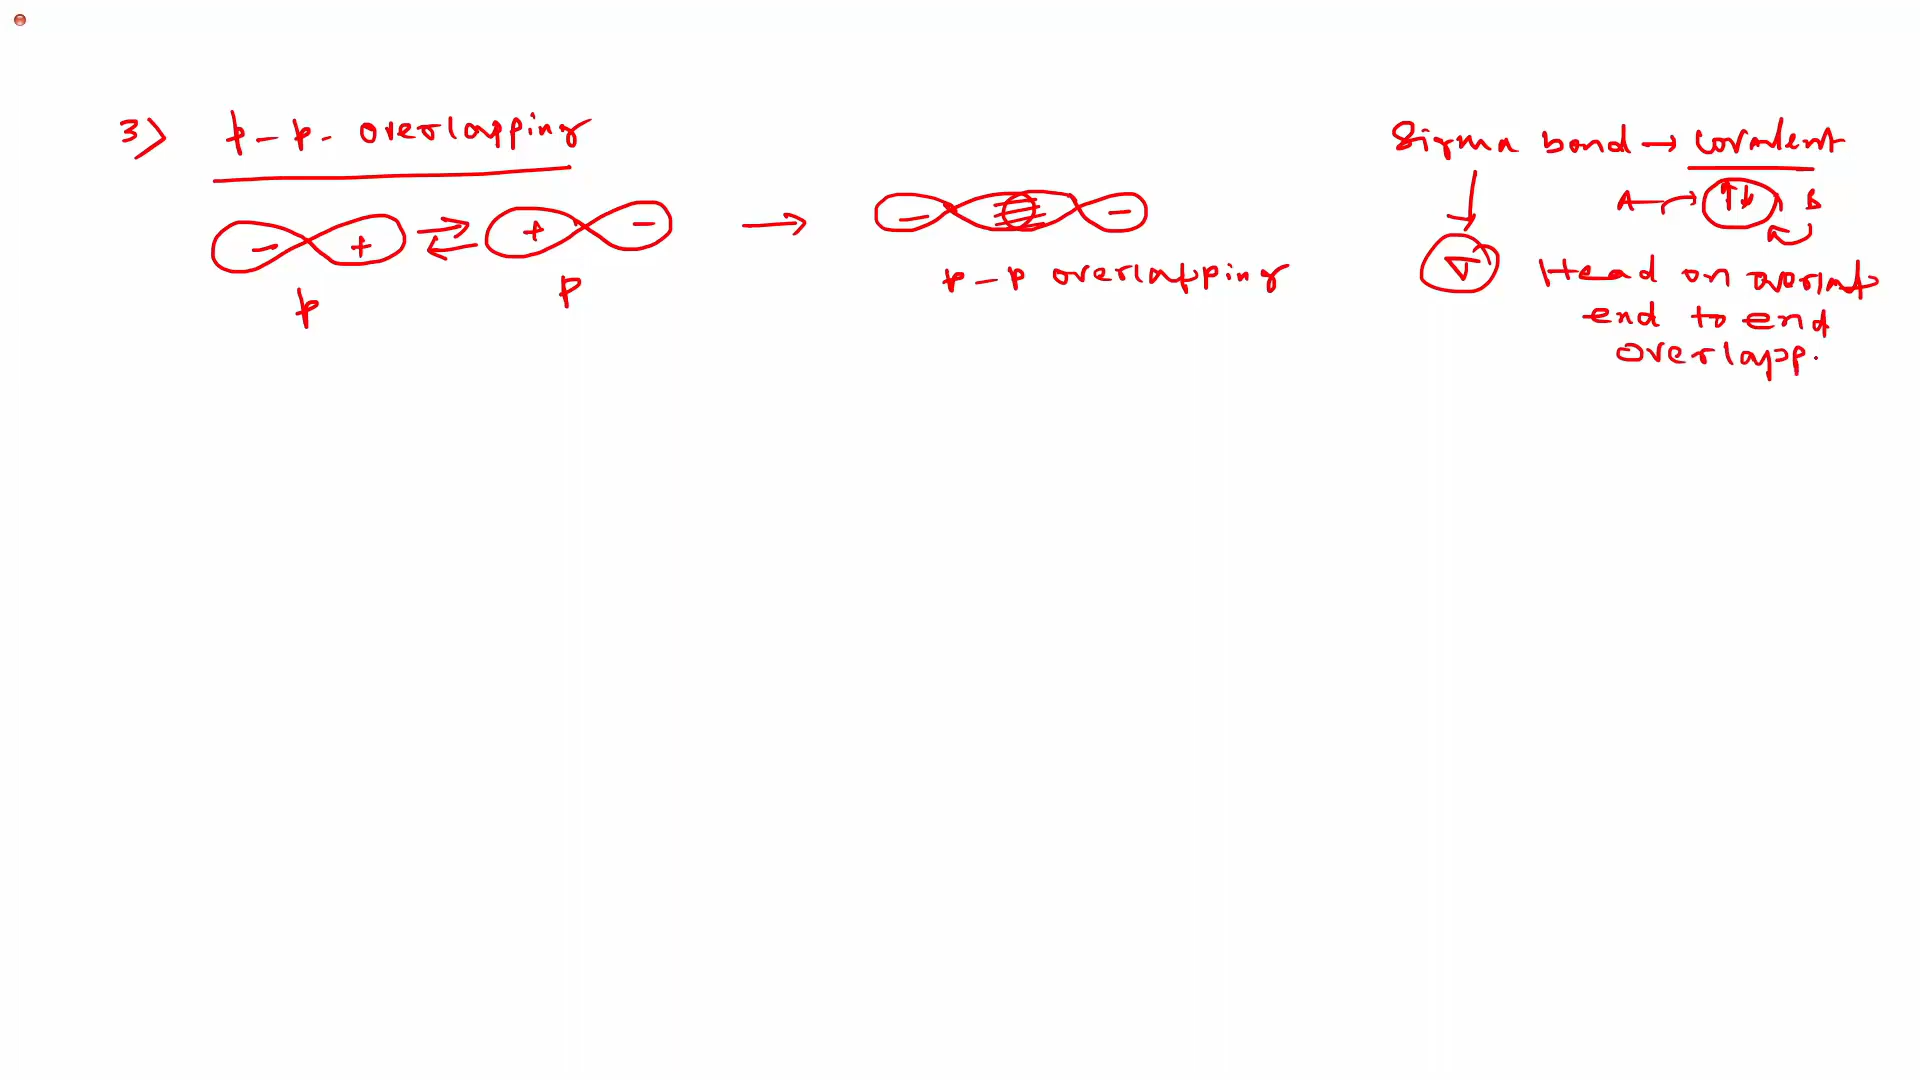 3) p - p - overlapping
- + + -
p p
→
- -
p - p overlapping
Sigma bond → covalent
A ↑↓ B
Head on overlap
end to end
overlapp.